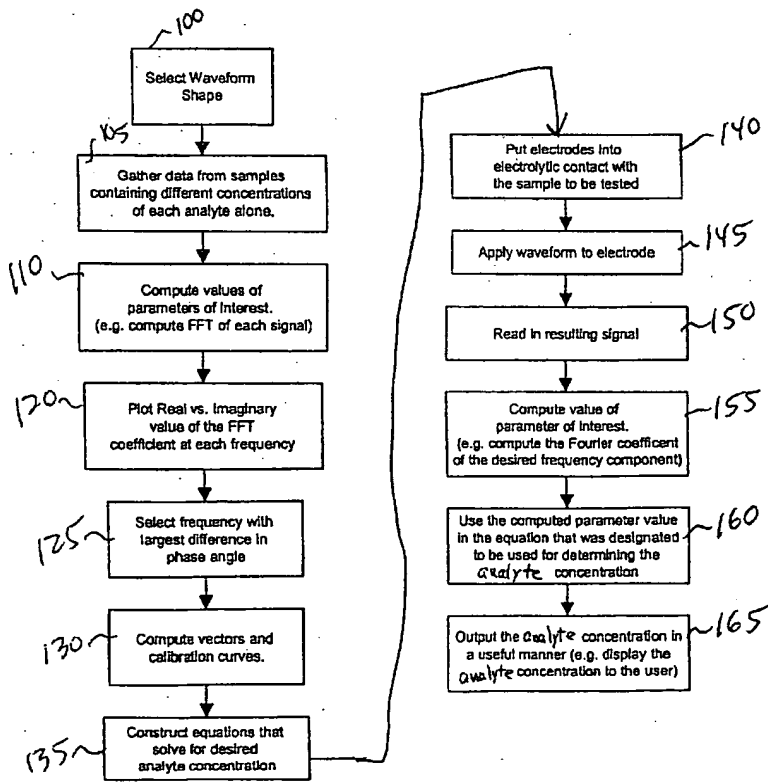 100
Select Waveform
Shape
105
Gather data from samples
containing different concentrations
of each analyte alone.
110
Compute values of
parameters of Interest.
(e.g. compute FFT of each signal)
120
Plot Real vs. Imaginary
value of the FFT
coefficient at each frequency
125
Select frequency with
largest difference in
phase angle
130
Compute vectors and
calibration curves.
135
Construct equations that
solve for desired
analyte concentration
140
Put electrodes into
electrolytic contact with
the sample to be tested
145
Apply waveform to electrode
150
Read in resulting signal
155
Compute value of
parameter of Interest.
(e.g. compute the Fourier coefficent
of the desired frequency component)
160
Use the computed parameter value
in the equation that was designated
to be used for determining the
analyte concentration
165
Output the analyte concentration in
a useful manner (e.g. display the
analyte concentration to the user)